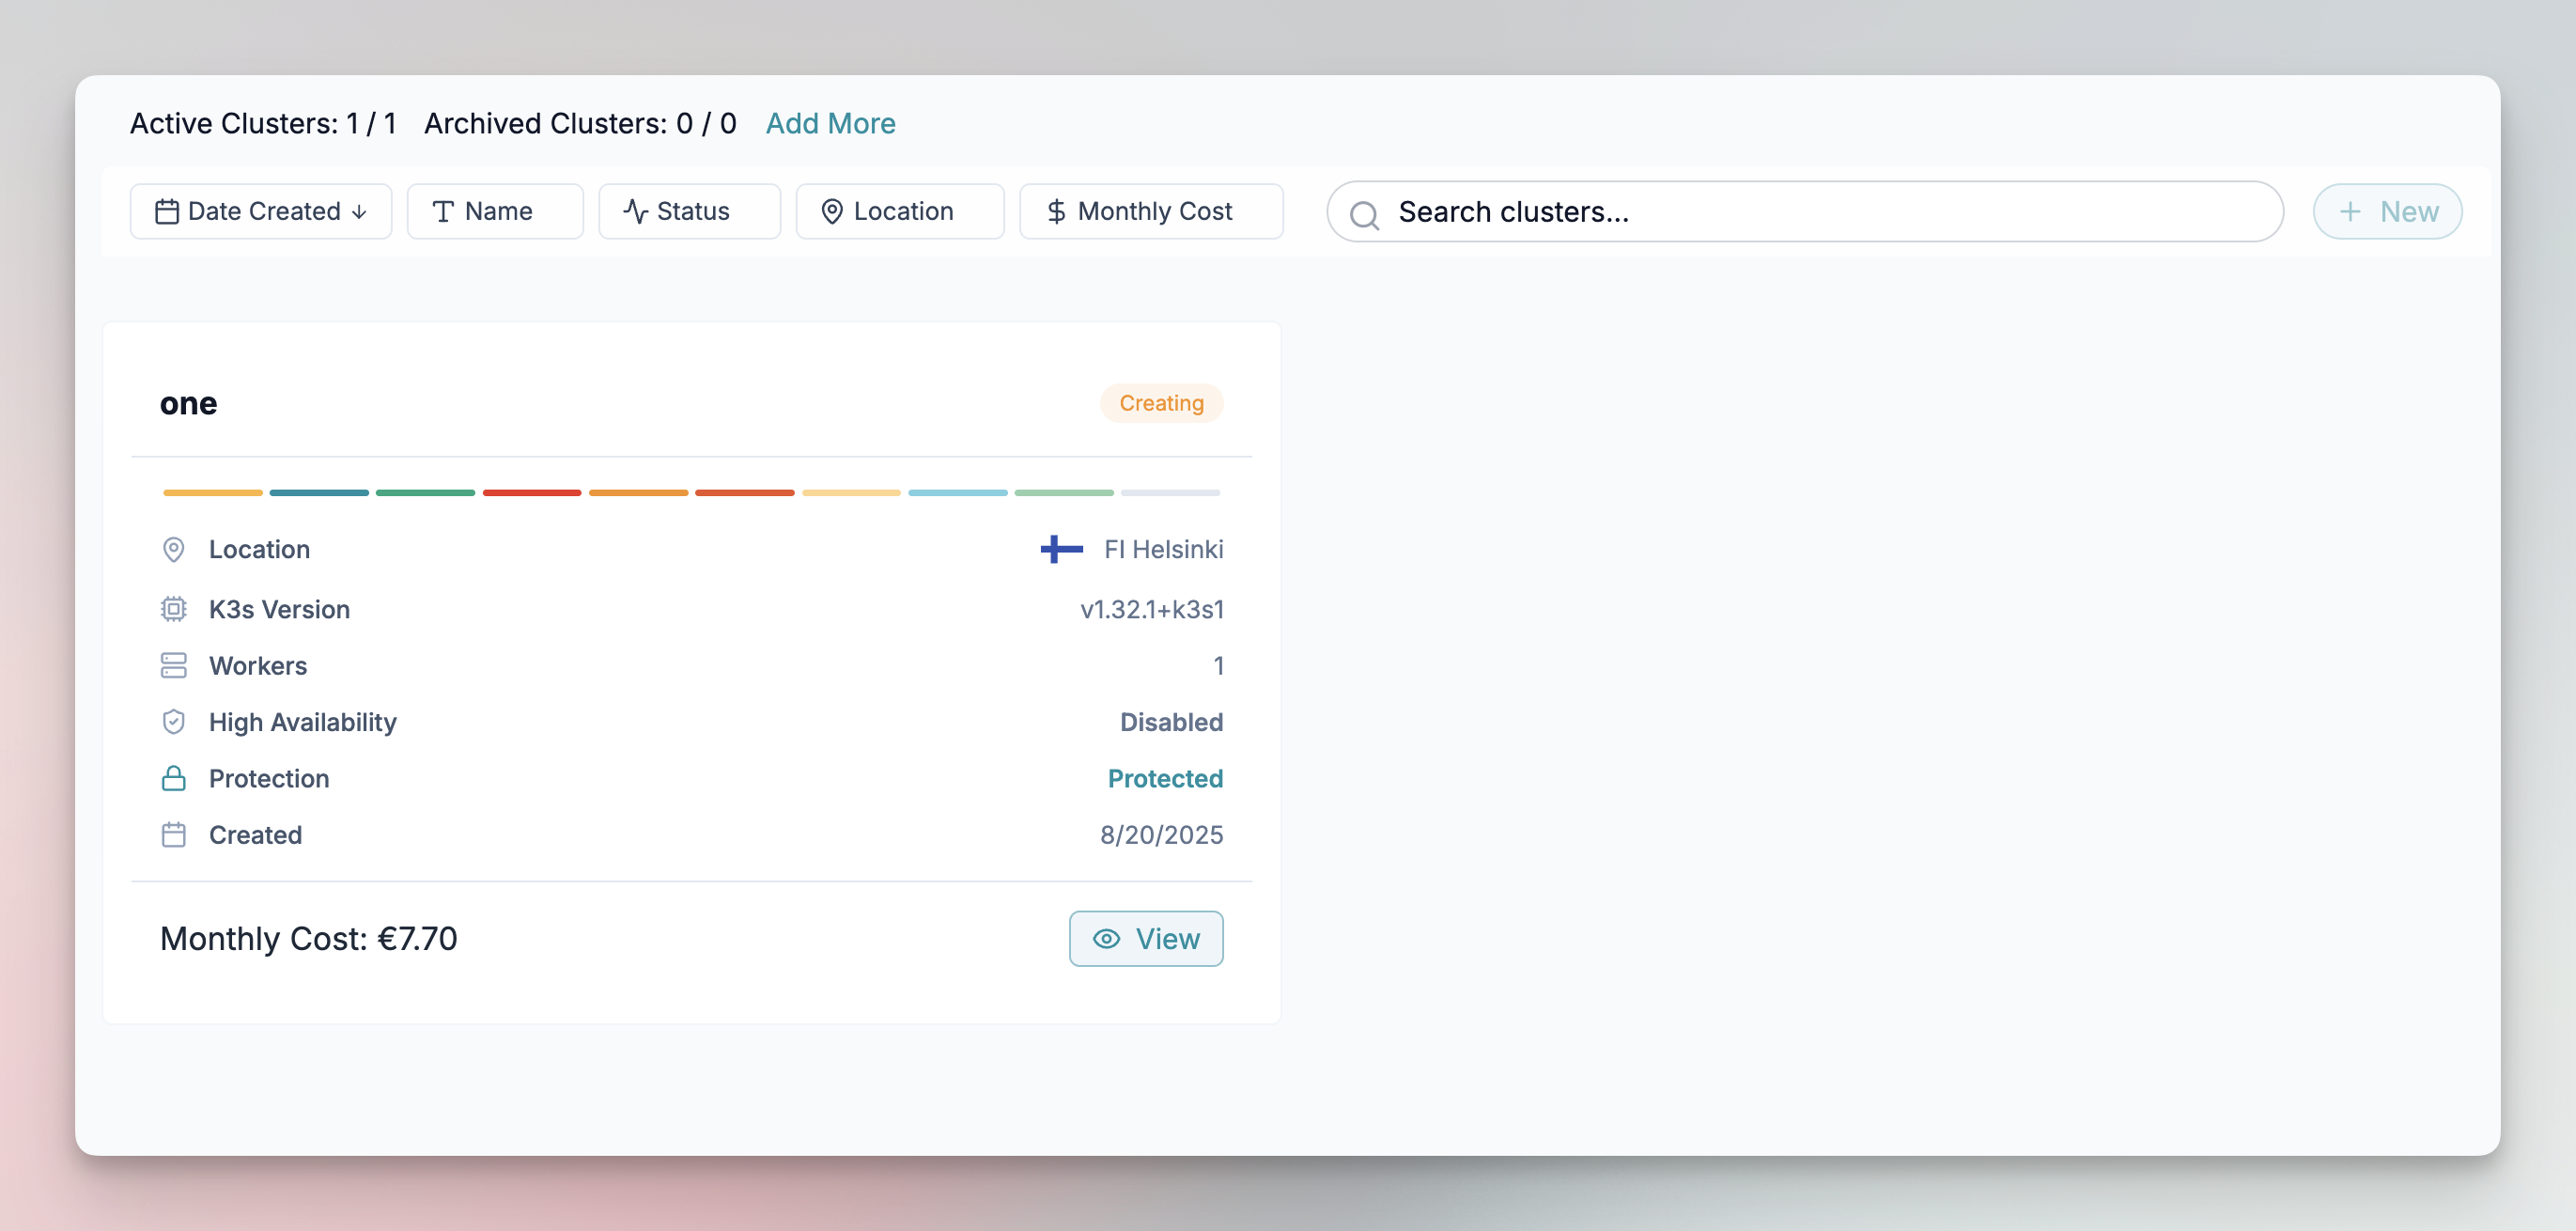 Active Clusters: 1 / 1 Archived Clusters: 0 / 0 Add More
Date Created ↓ Name Status Location Monthly Cost Search clusters... + New
one Creating
Location FI Helsinki
K3s Version v1.32.1+k3s1
Workers 1
High Availability Disabled
Protection Protected
Created 8/20/2025
Monthly Cost: €7.70 View